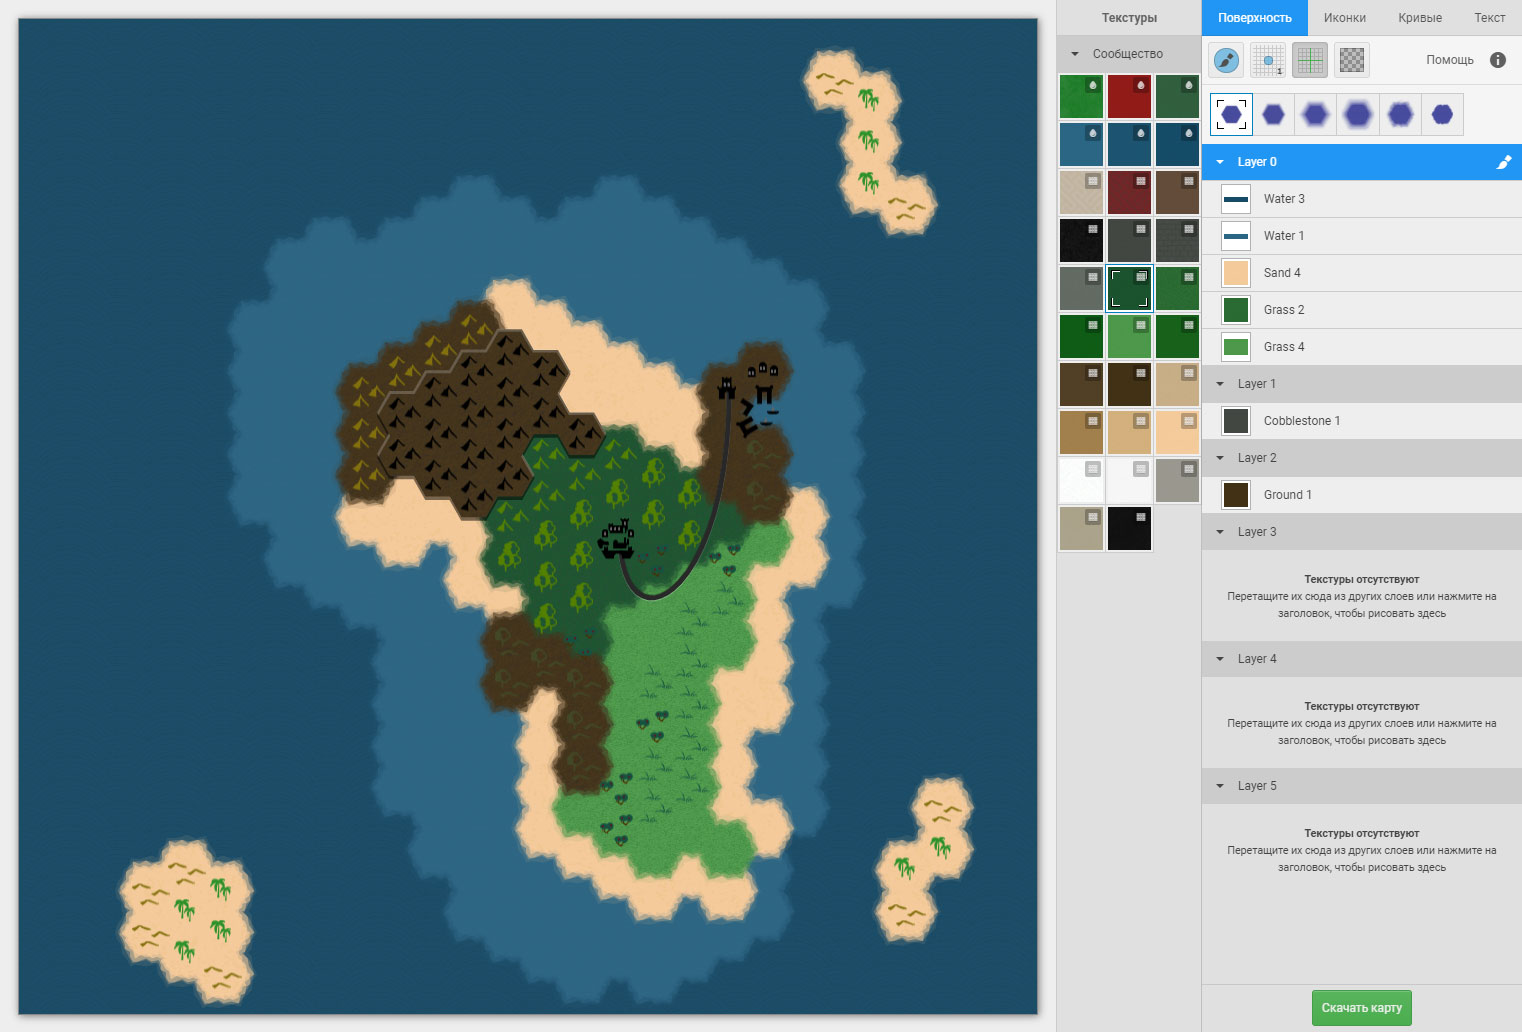 Текстуры
Поверхность
Иконки
Кривые
Текст
Сообщество
1
Помощь
Layer 0
Water 3
Water 1
Sand 4
Grass 2
Grass 4
Layer 1
Cobblestone 1
Layer 2
Ground 1
Layer 3
Текстуры отсутствуют
Перетащите их сюда из других слоев или нажмите на
заголовок, чтобы рисовать здесь
Layer 4
Текстуры отсутствуют
Перетащите их сюда из других слоев или нажмите на
заголовок, чтобы рисовать здесь
Layer 5
Текстуры отсутствуют
Перетащите их сюда из других слоев или нажмите на
заголовок, чтобы рисовать здесь
Скачать карту